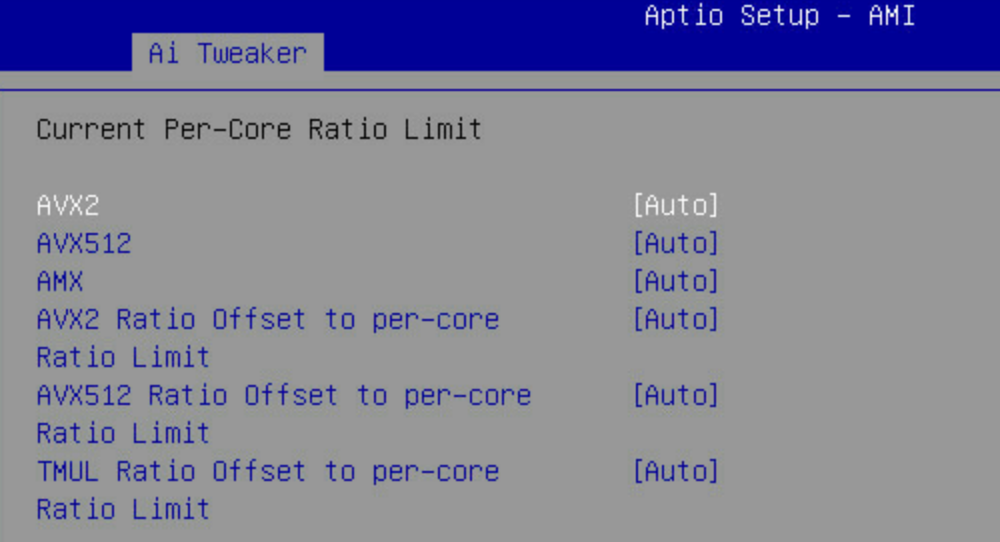 Aptio Setup – AMI
Ai Tweaker
Current Per-Core Ratio Limit
AVX2 [Auto]
AVX512 [Auto]
AMX [Auto]
AVX2 Ratio Offset to per-core [Auto]
Ratio Limit
AVX512 Ratio Offset to per-core [Auto]
Ratio Limit
TMUL Ratio Offset to per-core [Auto]
Ratio Limit